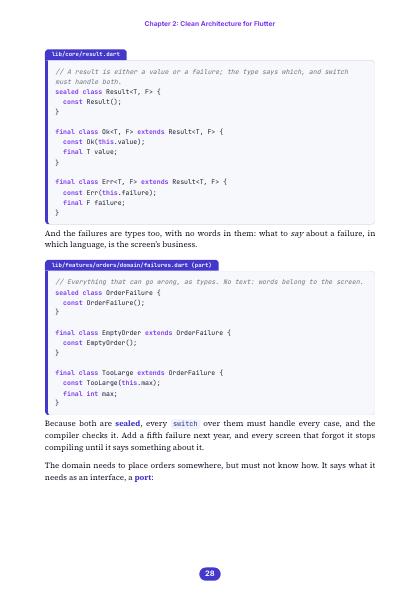 Chapter 2: Clean Architecture for Flutter
lib/core/result.dart
// A result is either a value or a failure; the type says which, and switch
must handle both.
sealed class Result<T, F> {
  const Result();
}
final class Ok<T, F> extends Result<T, F> {
  const Ok(this.value);
  final T value;
}
final class Err<T, F> extends Result<T, F> {
  const Err(this.failure);
  final F failure;
}
And the failures are types too, with no words in them: what to say about a failure, in
which language, is the screen's business.
lib/features/orders/domain/failures.dart (part)
// Everything that can go wrong, as types. No text: words belong to the screen.
sealed class OrderFailure {
  const OrderFailure();
}
final class EmptyOrder extends OrderFailure {
  const EmptyOrder();
}
final class TooLarge extends OrderFailure {
  const TooLarge(this.max);
  final int max;
}
Because both are sealed, every switch over them must handle every case, and the
compiler checks it. Add a fifth failure next year, and every screen that forgot it stops
compiling until it says something about it.
The domain needs to place orders somewhere, but must not know how. It says what it
needs as an interface, a port:
28